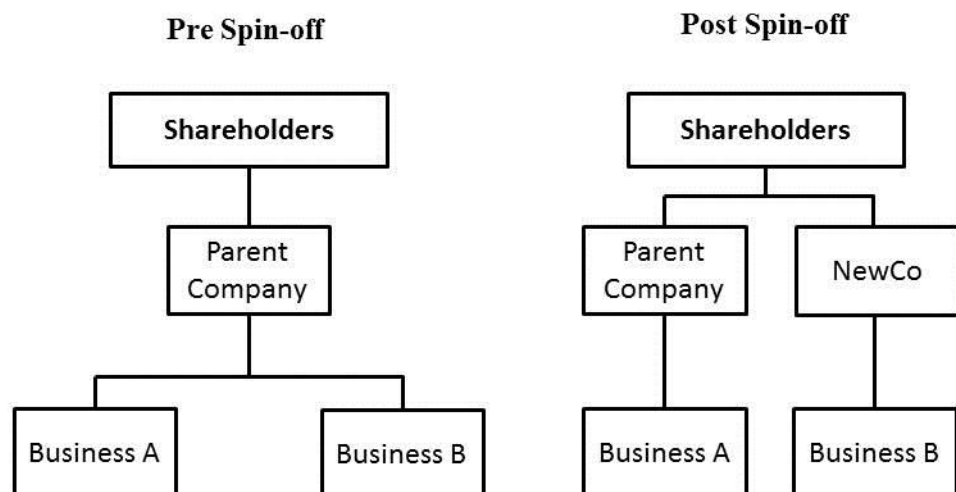 Pre Spin-off
Shareholders
Parent
Company
Business A
Business B
Post Spin-off
Shareholders
Parent
Company
NewCo
Business A
Business B